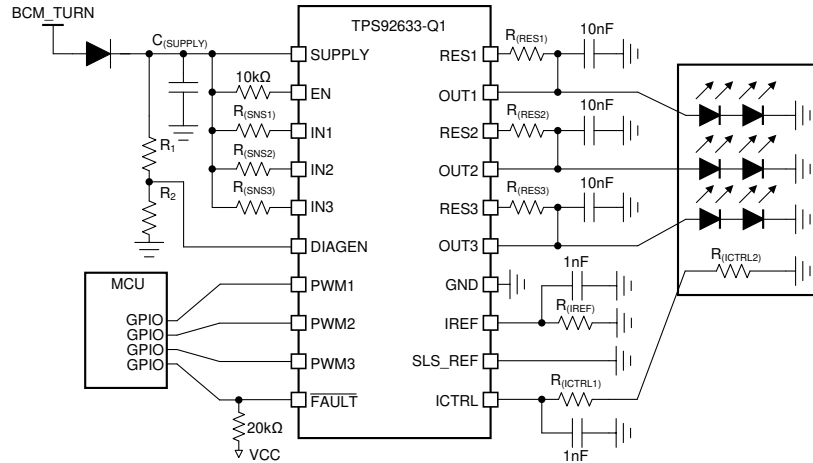 BCM_TURN
C(SUPPLY)
TPS92633-Q1
R(RES1)
10nF
SUPPLY
RES1
10kΩ
EN
OUT1
R(SNS1)
IN1
RES2
R(RES2)
10nF
R(SNS2)
IN2
OUT2
R1
R(SNS3)
IN3
RES3
R(RES3)
10nF
R2
DIAGEN
OUT3
MCU
PWM1
GND
1nF
R(ICTRL2)
GPIO
GPIO
GPIO
GPIO
PWM2
IREF
R(IREF)
PWM3
SLS_REF
FAULT
ICTRL
R(ICTRL1)
20kΩ
VCC
1nF